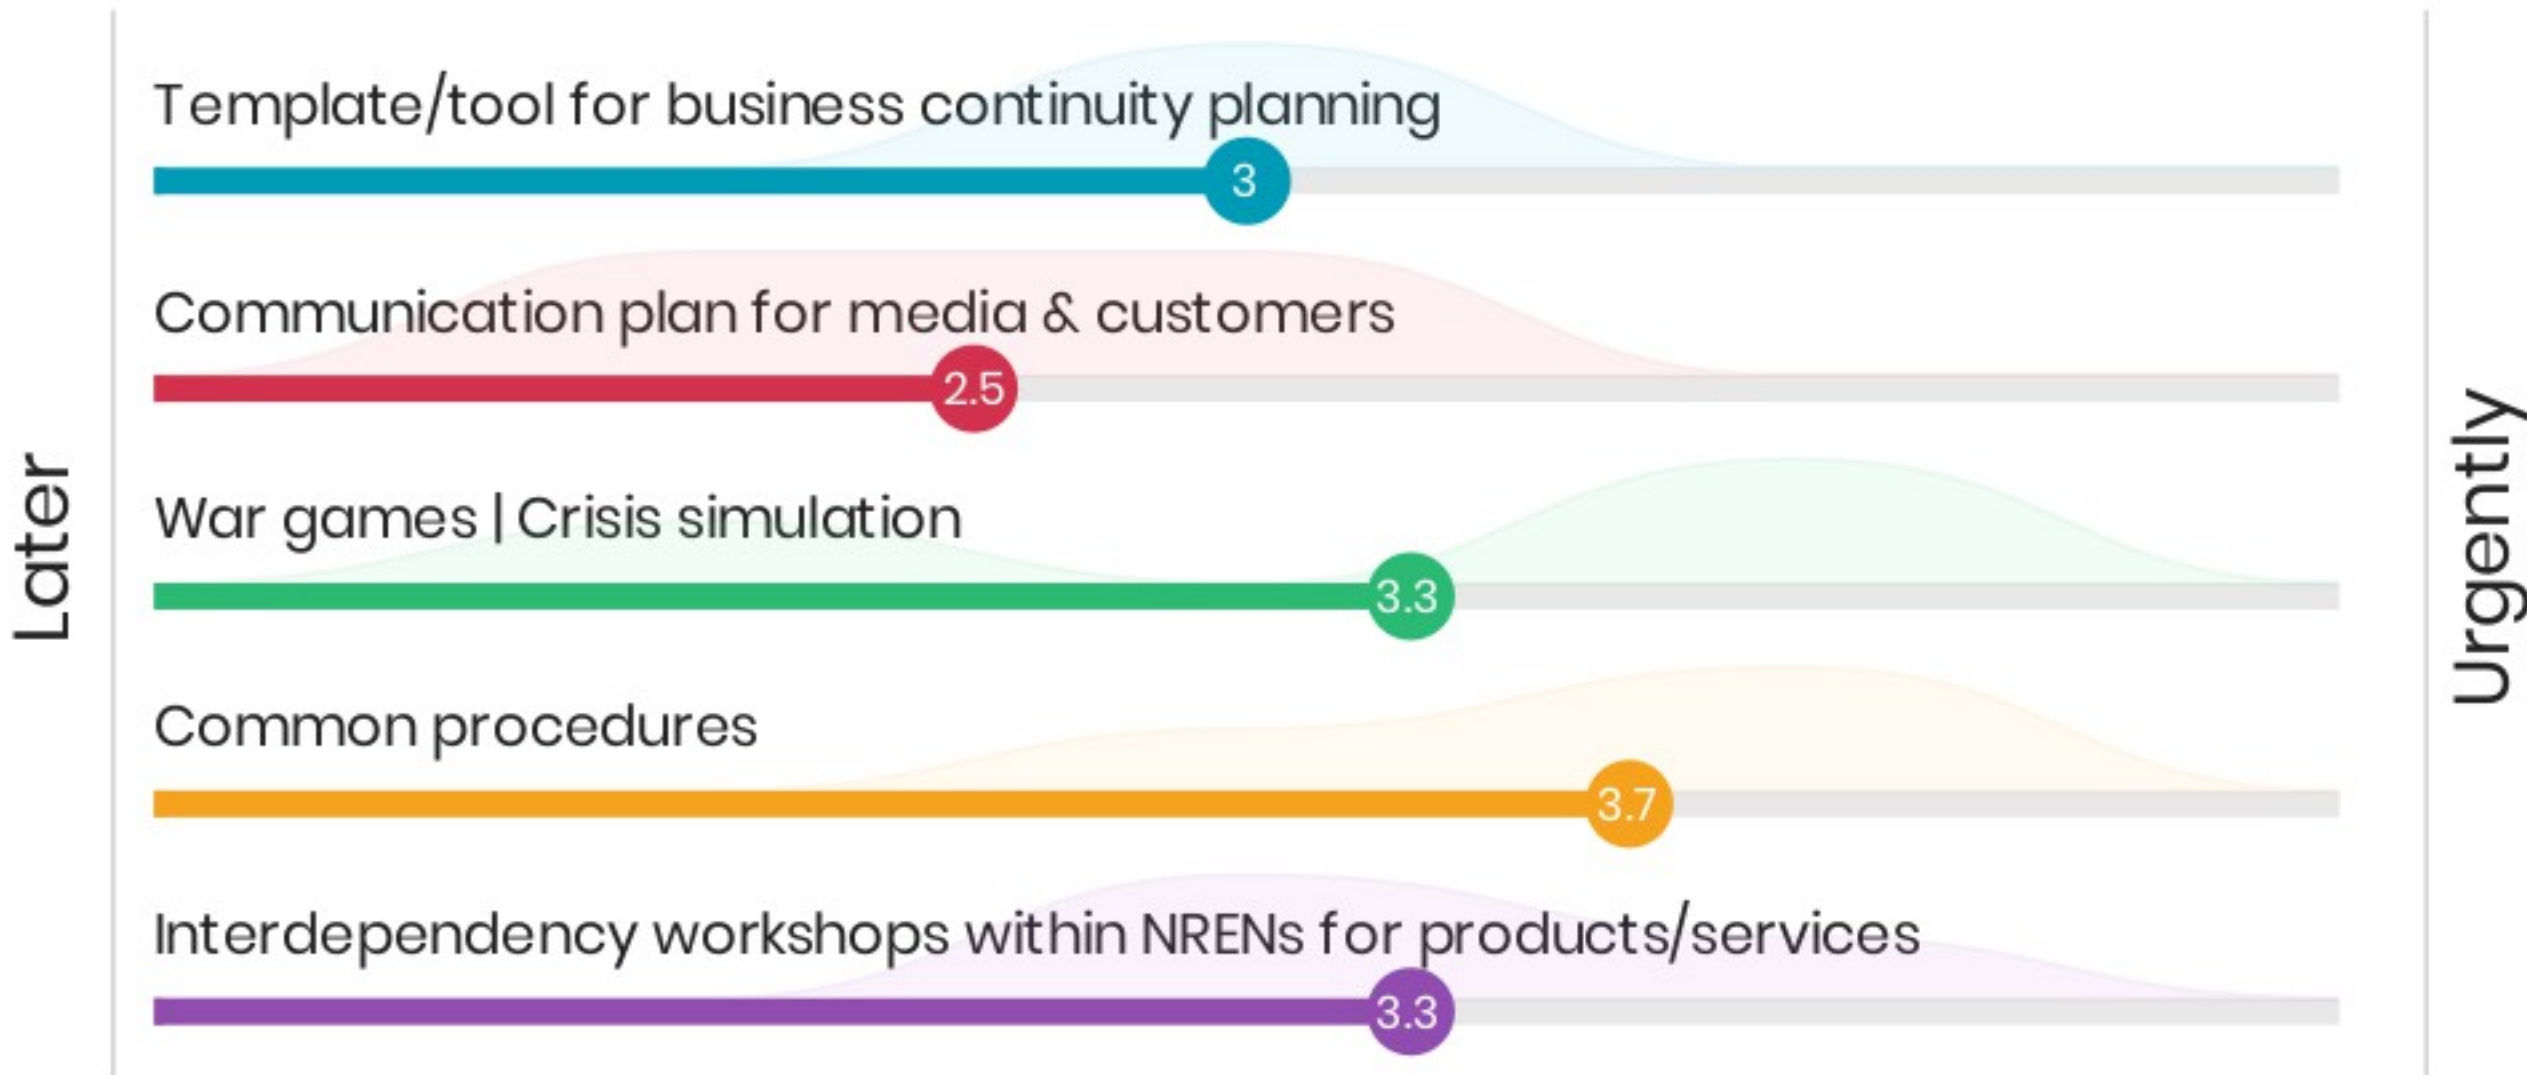 Template/tool for business continuity planning
3
Communication plan for media & customers
2.5
War games | Crisis simulation
3.3
Common procedures
3.7
Interdependency workshops within NRENs for products/services
3.3
Later
Urgently